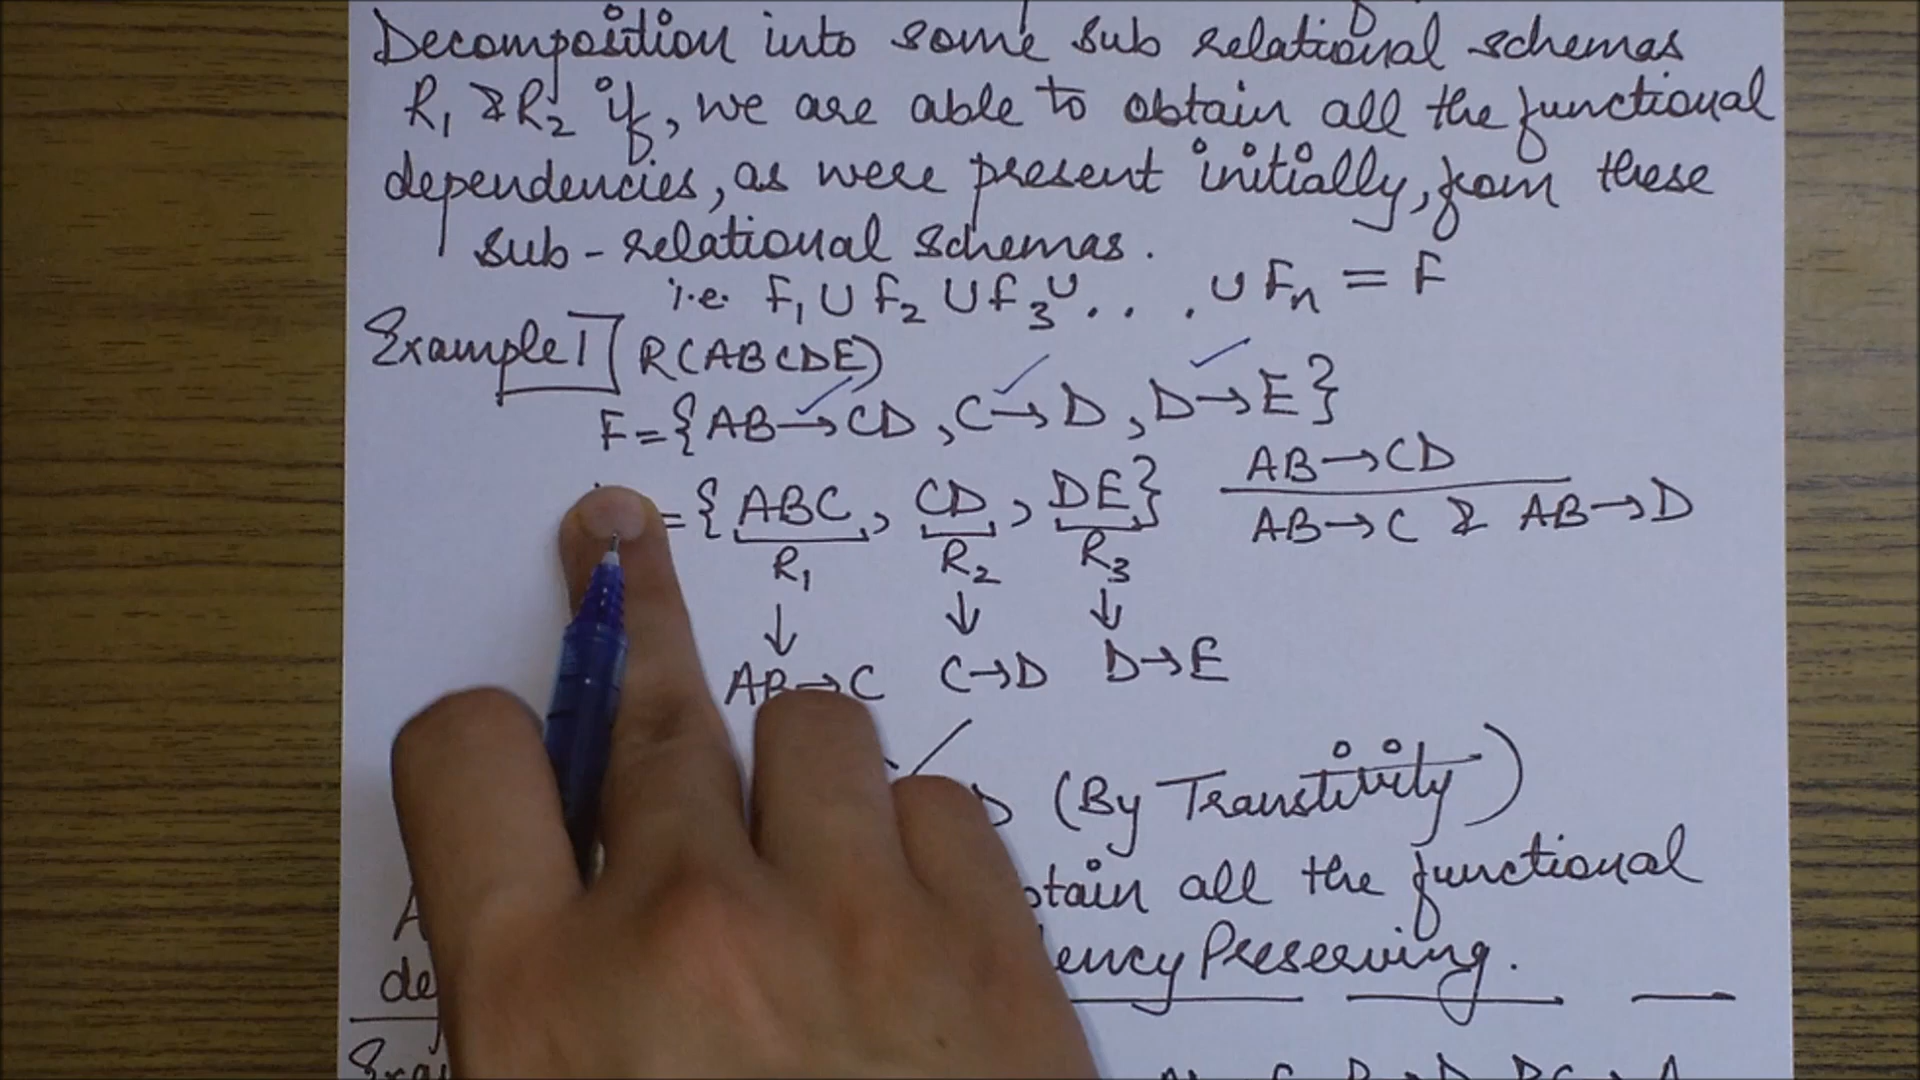 Decomposition into some sub relational schemas
R1 & R2 if, we are able to obtain all the functional
dependencies, as were present initially, from these
sub-relational schemas.
i.e. F1 ∪ F2 ∪ F3 ∪ . . . . ∪ Fn = F
Example 1 R(ABCDE)
F = {AB → CD, C → D, D → E}
= {ABC, CD, DE}
R1 R2 R3
AB → CD
AB → C & AB → D
AB → C C → D D → E
D (By Transtivity)
all the functional
Preserving.